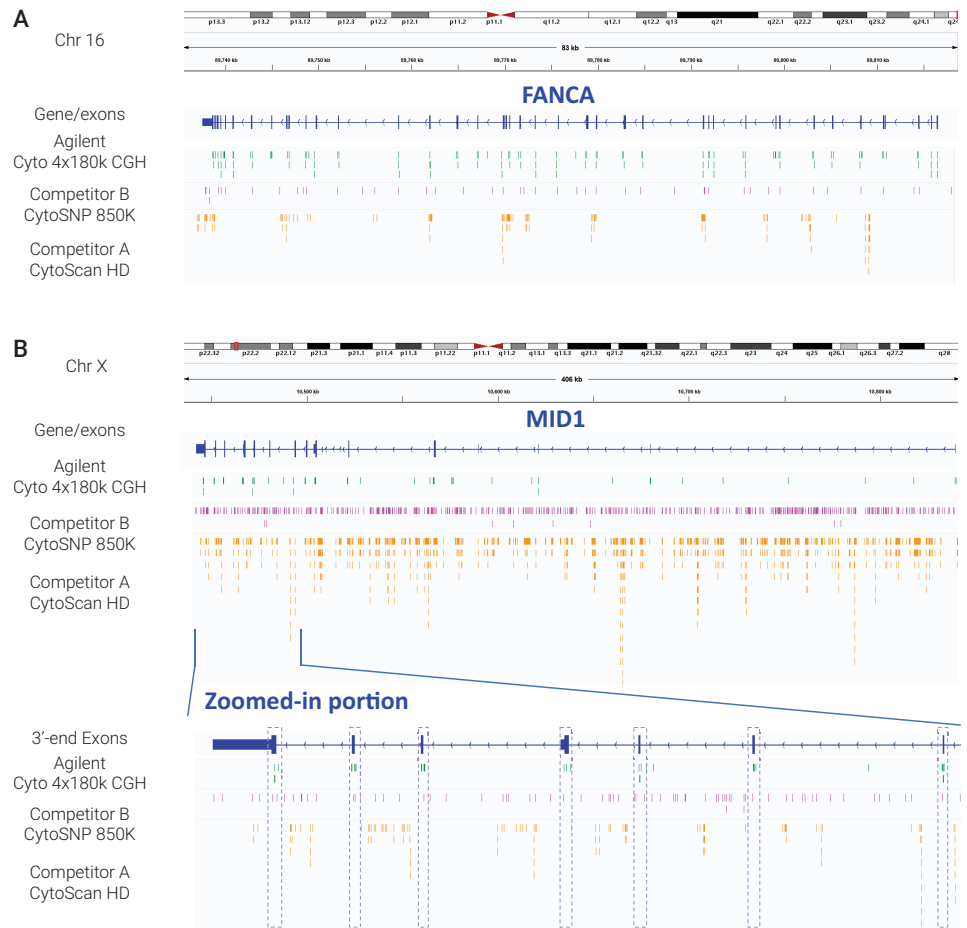 A
Chr 16
p13.3 p13.2 p13.12 p12.3 p12.2 p12.1 p11.2 p11.1 q11.2 q12.1 q12.2 q13 q21 q22.1 q22.2 q23.1 q23.2 q24.1
83 kb
89,740 kb 89,750 kb 89,760 kb 89,770 kb 89,780 kb 89,790 kb 89,800 kb 89,810 kb
FANCA
Gene/exons
Agilent
Cyto 4x180k CGH
Competitor B
CytoSNP 850K
Competitor A
CytoScan HD
B
Chr X
p22.32 p22.2 p22.12 p21.3 p21.1 p11.4 p11.3 p11.22 p11.1 q11.2 q13.1 q13.3 q21.1 q21.2 q21.32 q22.1 q22.3 q23 q24 q25 q26.1 q26.3 q27.2 q28
406 kb
10,500 kb 10,600 kb 10,700 kb 10,800 kb
MID1
Gene/exons
Agilent
Cyto 4x180k CGH
Competitor B
CytoSNP 850K
Competitor A
CytoScan HD
Zoomed-in portion
3′-end Exons
Agilent
Cyto 4x180k CGH
Competitor B
CytoSNP 850K
Competitor A
CytoScan HD